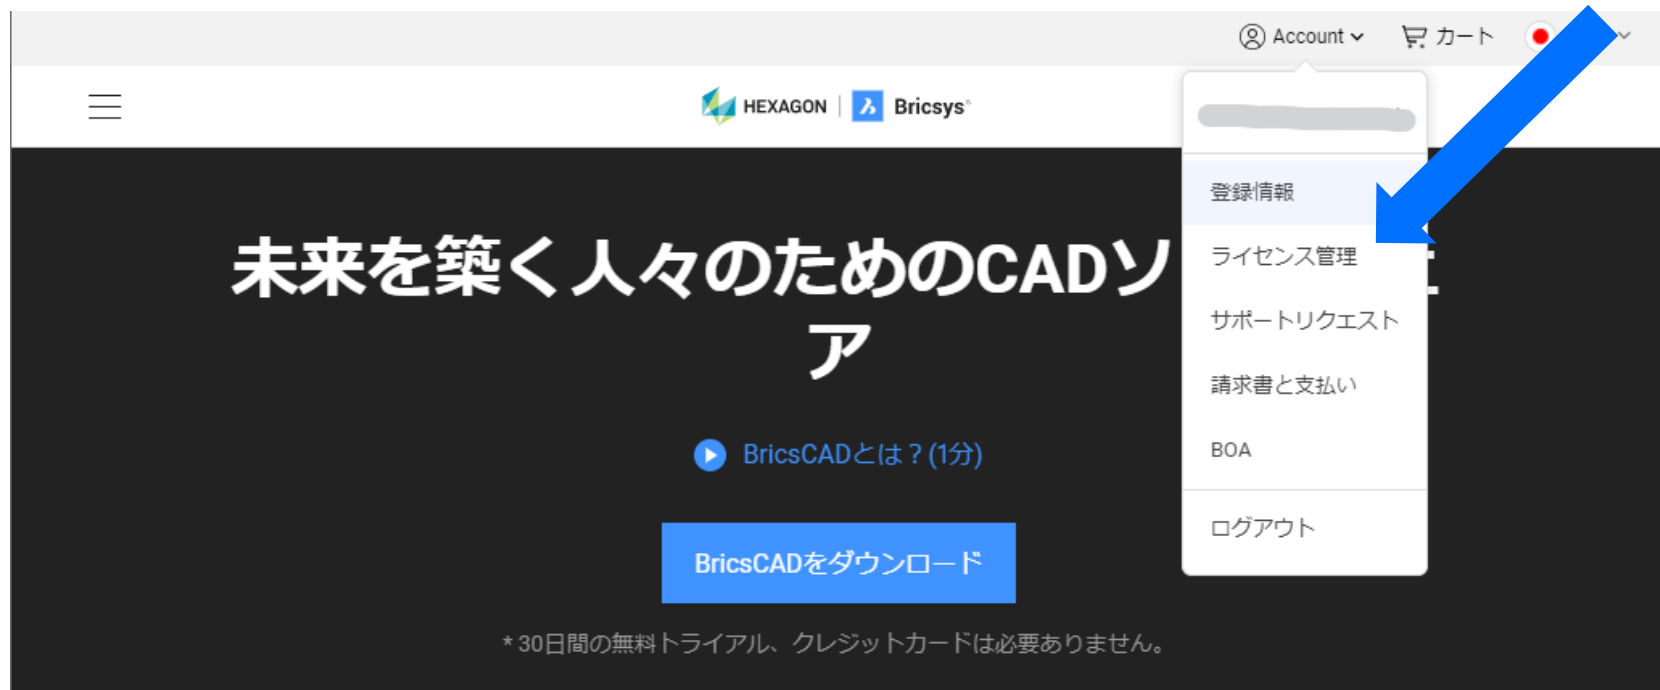 Account
カート
HEXAGON
Bricsys®
登録情報
ライセンス管理
サポートリクエスト
請求書と支払い
BOA
ログアウト
未来を築く人々のためのCADソ
ア
BricsCADとは？(1分)
BricsCADをダウンロード
* 30日間の無料トライアル、クレジットカードは必要ありません。